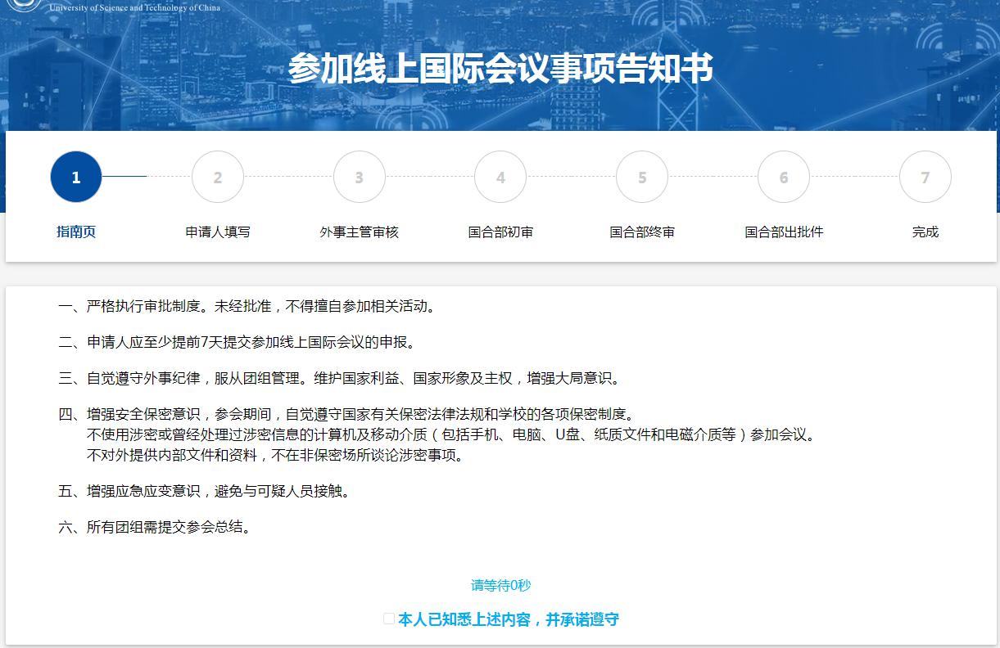 University of Science and Technology of China
参加线上国际会议事项告知书
1
2
3
4
5
6
7
指南页
申请人填写
外事主管审核
国合部初审
国合部终审
国合部出批件
完成
一、严格执行审批制度。未经批准，不得擅自参加相关活动。
二、申请人应至少提前7天提交参加线上国际会议的申报。
三、自觉遵守外事纪律，服从团组管理。维护国家利益、国家形象及主权，增强大局意识。
四、增强安全保密意识，参会期间，自觉遵守国家有关保密法律法规和学校的各项保密制度。
不使用涉密或曾经处理过涉密信息的计算机及移动介质（包括手机、电脑、U盘、纸质文件和电磁介质等）参加会议。
不对外提供内部文件和资料，不在非保密场所谈论涉密事项。
五、增强应急应变意识，避免与可疑人员接触。
六、所有团组需提交参会总结。
请等待0秒
本人已知悉上述内容，并承诺遵守